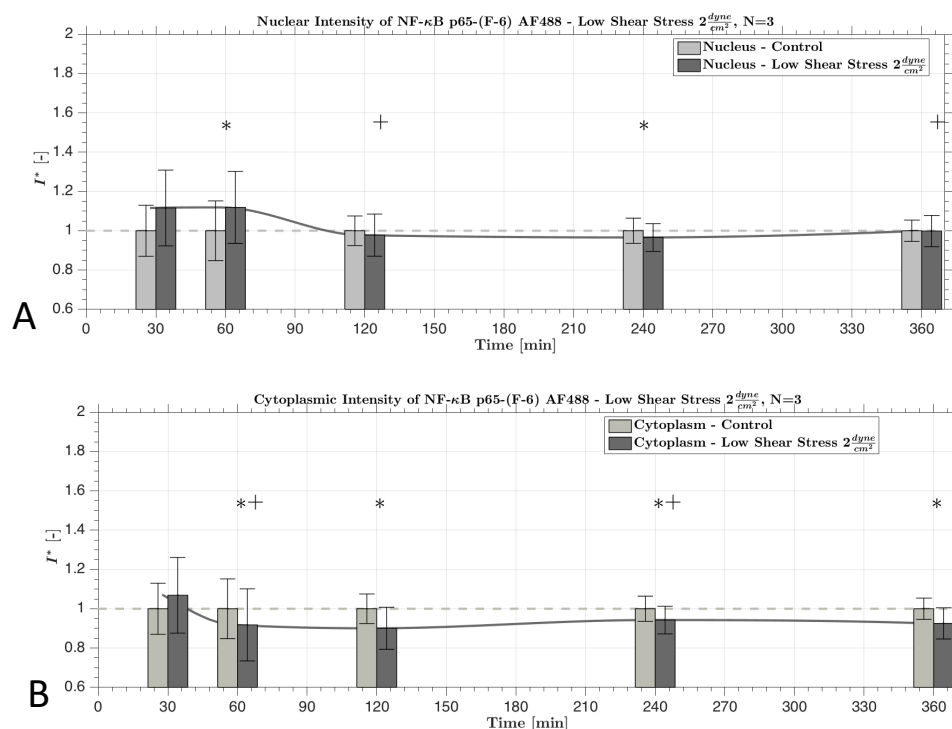 Nuclear Intensity of NF-κB p65-(F-6) AF488 - Low Shear Stress 2 dyne/cm², N=3
Nucleus - Control
Nucleus - Low Shear Stress 2 dyne/cm²
2
1.8
1.6
1.4
1.2
1
0.8
0.6
I* [-]
* + * +
A
0 30 60 90 120 150 180 210 240 270 300 330 360
Time [min]
Cytoplasmic Intensity of NF-κB p65-(F-6) AF488 - Low Shear Stress 2 dyne/cm², N=3
Cytoplasm - Control
Cytoplasm - Low Shear Stress 2 dyne/cm²
2
1.8
1.6
1.4
1.2
1
0.8
0.6
I* [-]
*+ * *+ *
B
0 30 60 90 120 150 180 210 240 270 300 330 360
Time [min]